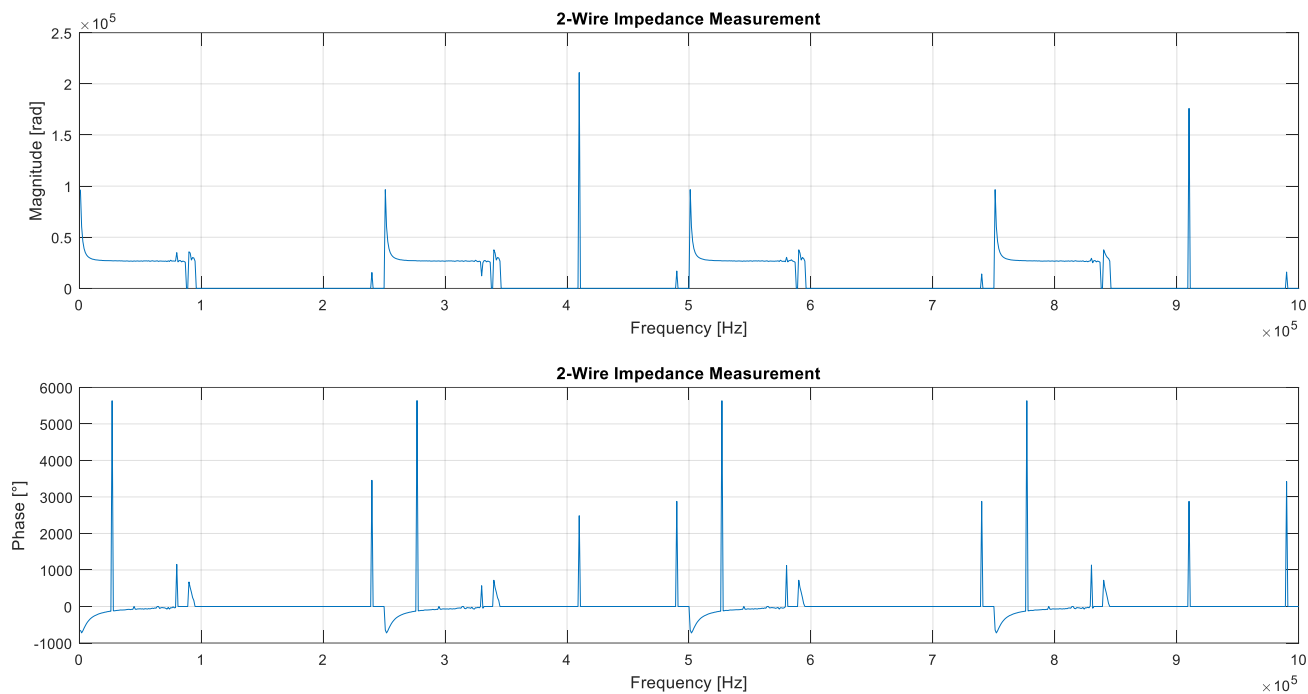 2-Wire Impedance Measurement
×10^5
2.5
2
1.5
1
0.5
0
Magnitude [rad]
0 1 2 3 4 5 6 7 8 9 10
Frequency [Hz]
×10^5
2-Wire Impedance Measurement
6000
5000
4000
3000
2000
1000
0
-1000
Phase [°]
0 1 2 3 4 5 6 7 8 9 10
Frequency [Hz]
×10^5